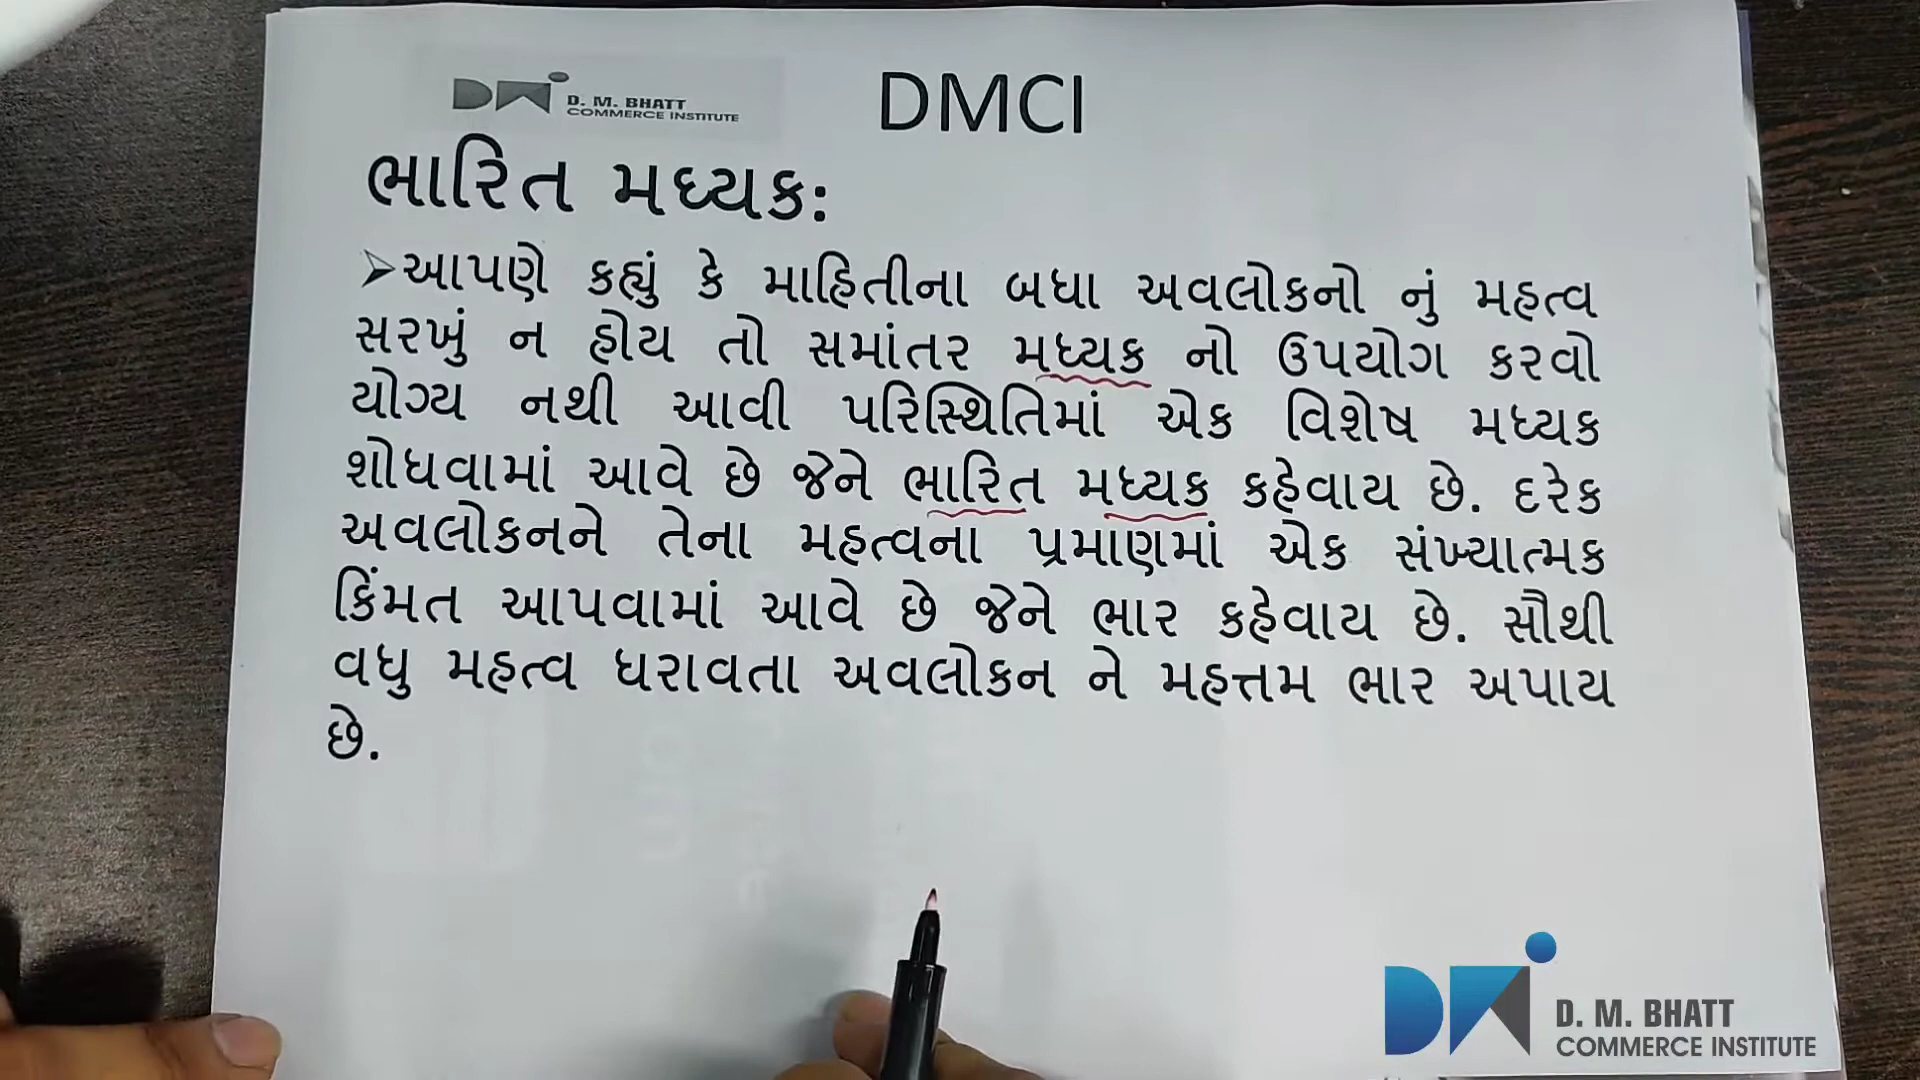 D. M. BHATT
COMMERCE INSTITUTE
DMCI
ભારિત મધ્યક:
➢આપણે કહ્યું કે માહિતીના બધા અવલોકનો નું મહત્વ
સરખું ન હોય તો સમાંતર મધ્યક નો ઉપયોગ કરવો
યોગ્ય નથી આવી પરિસ્થિતિમાં એક વિશેષ મધ્યક
શોધવામાં આવે છે જેને ભારિત મધ્યક કહેવાય છે. દરેક
અવલોકનને તેના મહત્વના પ્રમાણમાં એક સંખ્યાત્મક
કિંમત આપવામાં આવે છે જેને ભાર કહેવાય છે. સૌથી
વધુ મહત્વ ધરાવતા અવલોકન ને મહત્તમ ભાર અપાય
છે.
D. M. BHATT
COMMERCE INSTITUTE